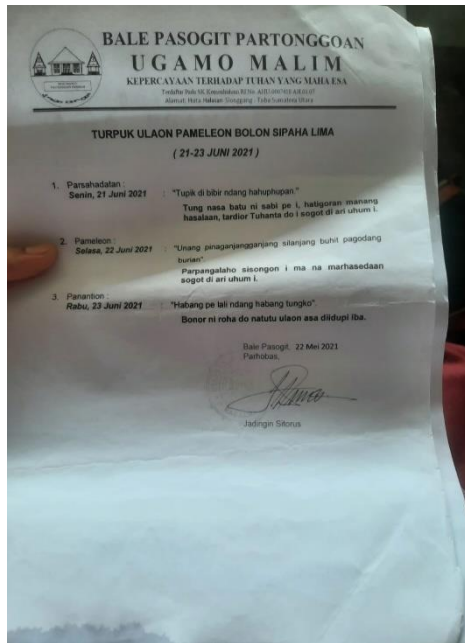 BALE PASOGIT PARTONGGOAN
UGAMO MALIM
KEPERCAYAAN TERHADAP TUHAN YANG MAHA ESA
Alamat: Huta Halasan
TURPUK ULAON PAMELEON BOLON SIPAHA LIMA
( 21-23 JUNI 2021 )
1. Parsahadatan :
Senin, 21 Juni 2021 : "Tupik di bibir ndang hahuphupan."
Tung nasa batu ni sabi pe i, hatigoran manang
hasalaan, tardior Tuhanta do i sogot di ari uhum i.
2. Pameleon :
Selasa, 22 Juni 2021 : "Unang pinaganjangganjang silanjang buhit pagodang
burian".
Parpangalaho sisongon i ma na marhasedaan
sogot di ari uhum i.
3. Panantion :
Rabu, 23 Juni 2021 : "Habang pe lali ndang habang tungko".
Bonor ni roha do natutu ulaon asa diidupi Iba.
Bale Pasogit, 22 Mei 2021
Parhobas,
Jadingin Sitorus